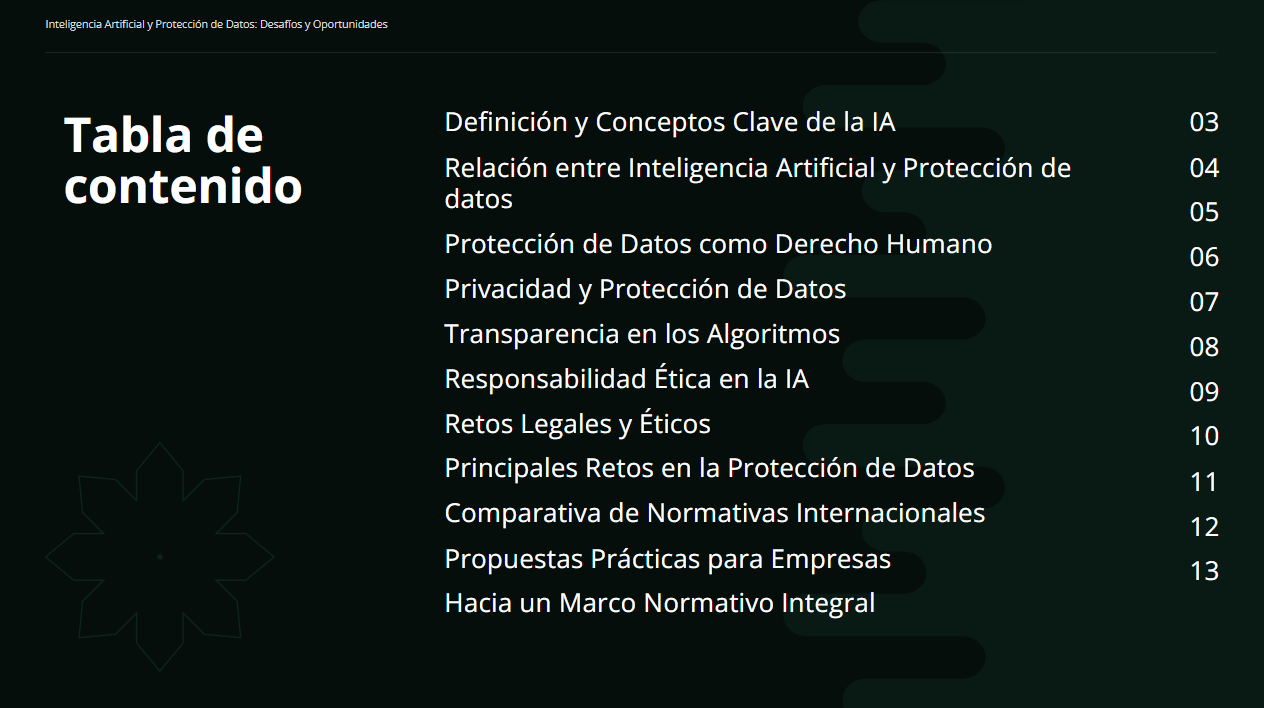 Inteligencia Artificial y Protección de Datos: Desafíos y Oportunidades
Tabla de
contenido
Definición y Conceptos Clave de la IA
Relación entre Inteligencia Artificial y Protección de
datos
Protección de Datos como Derecho Humano
Privacidad y Protección de Datos
Transparencia en los Algoritmos
Responsabilidad Ética en la IA
Retos Legales y Éticos
Principales Retos en la Protección de Datos
Comparativa de Normativas Internacionales
Propuestas Prácticas para Empresas
Hacia un Marco Normativo Integral
03
04
05
06
07
08
09
10
11
12
13